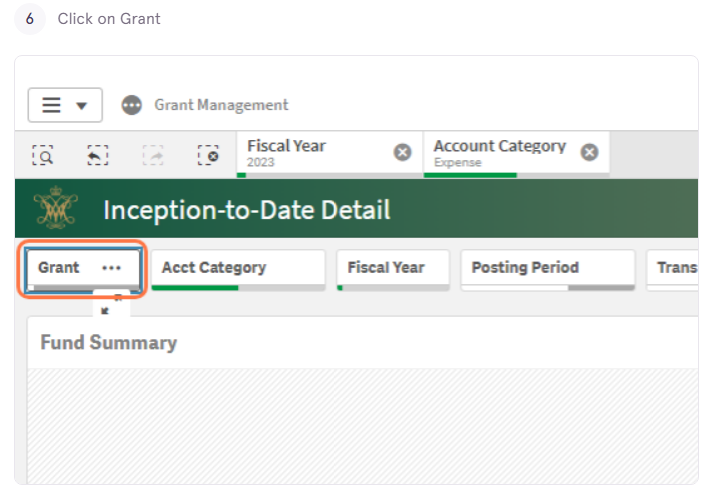 6 Click on Grant
Grant Management
Fiscal Year
2023
Account Category
Expense
Inception-to-Date Detail
Grant
Acct Category
Fiscal Year
Posting Period
Trans
Fund Summary